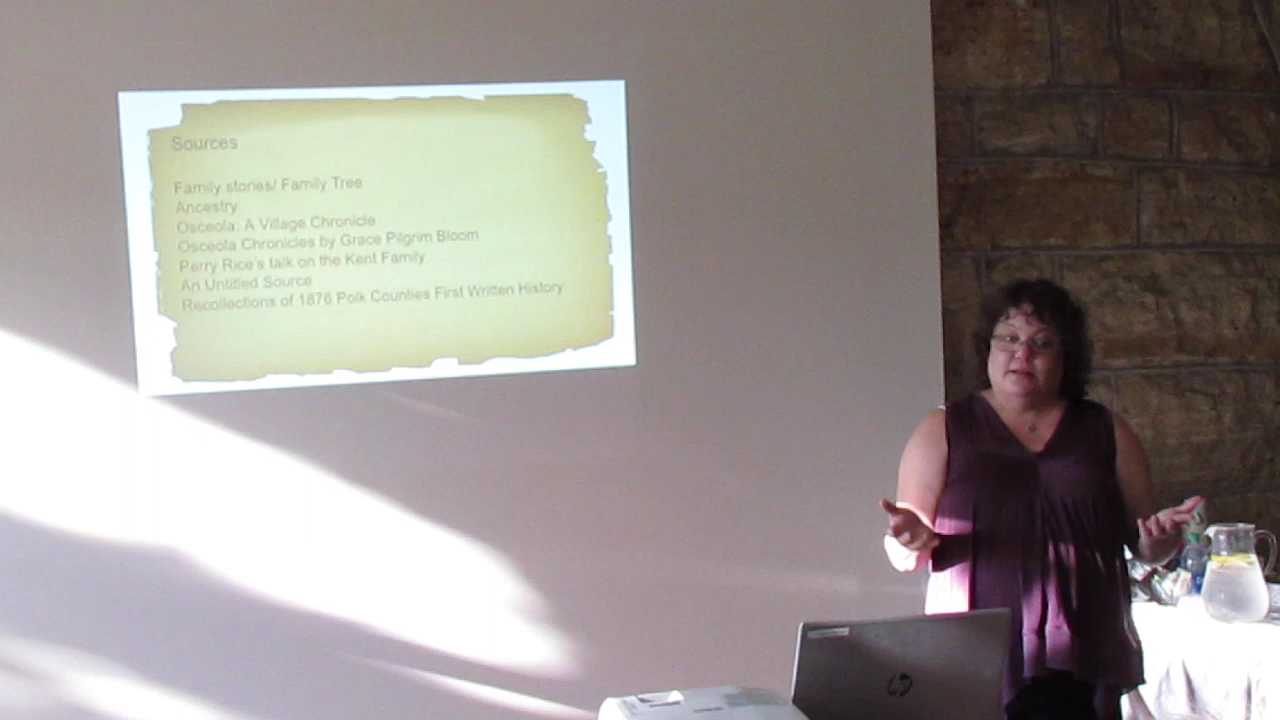 Sources
Family stories/ Family Tree
Ancestry
Osceola: A Village Chronicle
Osceola Chronicles by Grace Pilgrim Bloom
Perry Rice's talk on the Kent Family
An Untitled Source
Recollections of 1876 Polk Counties First Written History
hp